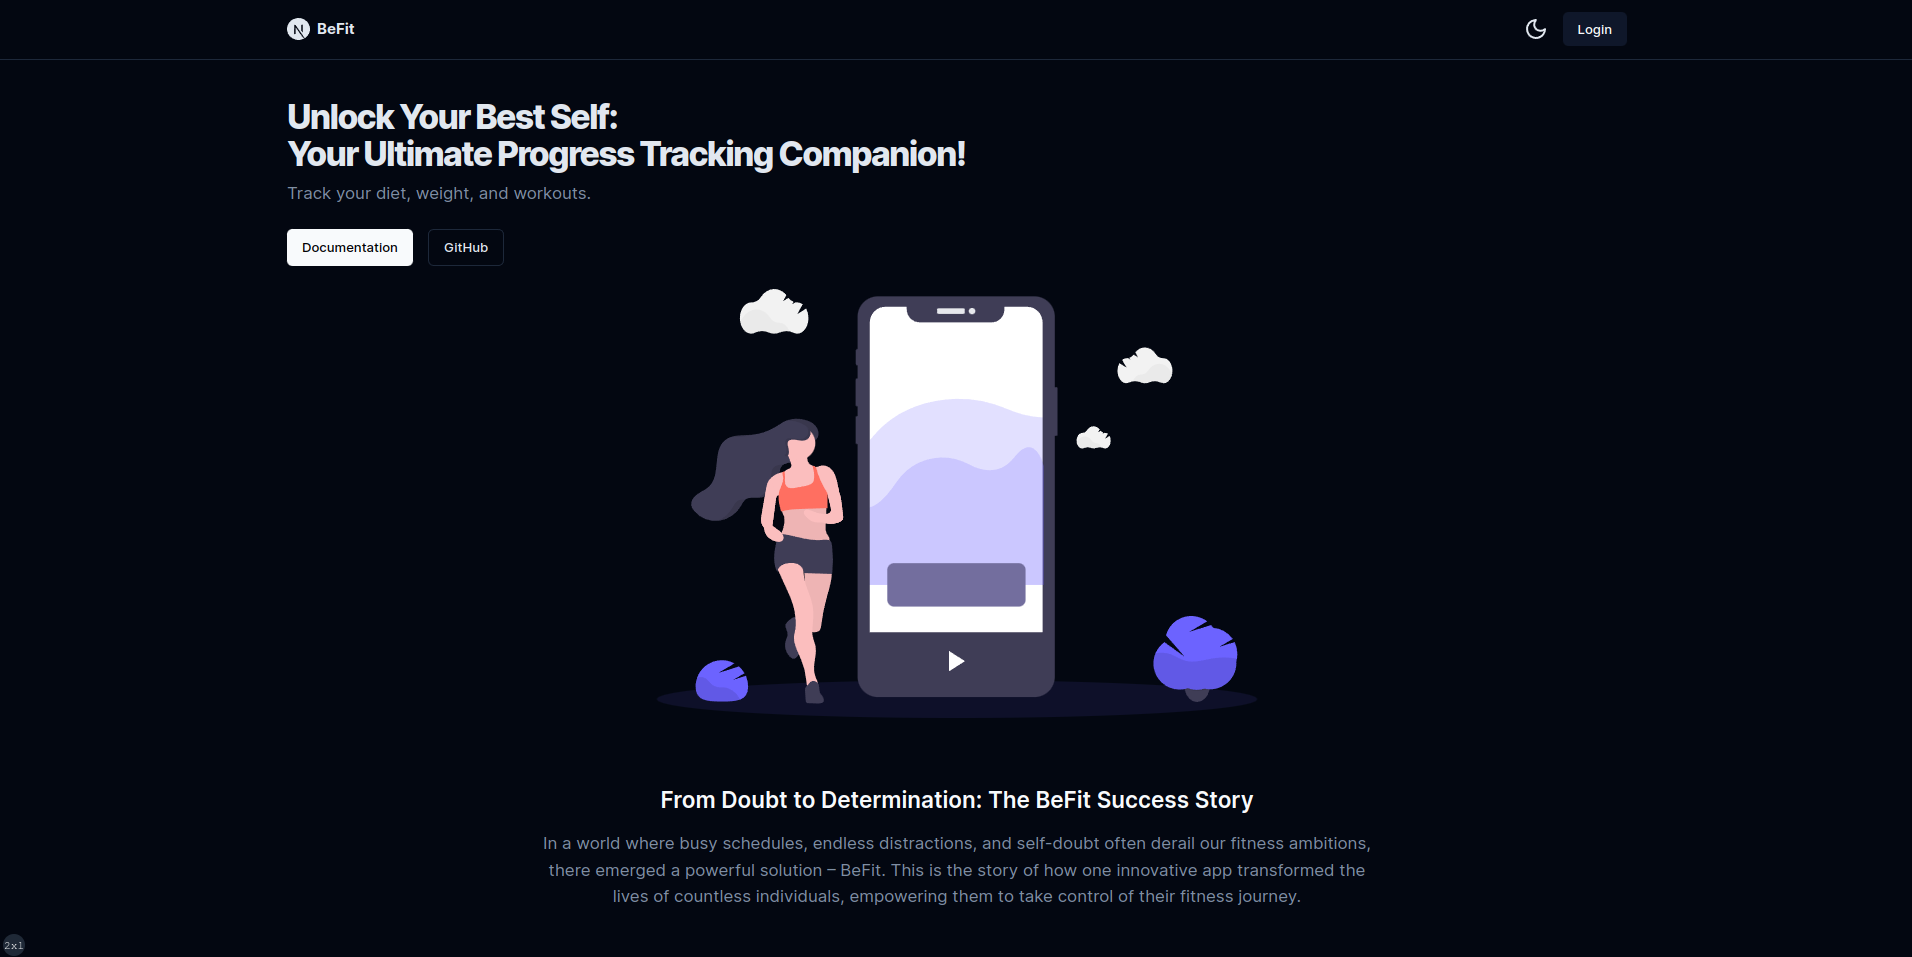 BeFit
Login
Unlock Your Best Self:
Your Ultimate Progress Tracking Companion!
Track your diet, weight, and workouts.
Documentation
GitHub
From Doubt to Determination: The BeFit Success Story
In a world where busy schedules, endless distractions, and self-doubt often derail our fitness ambitions,
there emerged a powerful solution – BeFit. This is the story of how one innovative app transformed the
lives of countless individuals, empowering them to take control of their fitness journey.
2xl